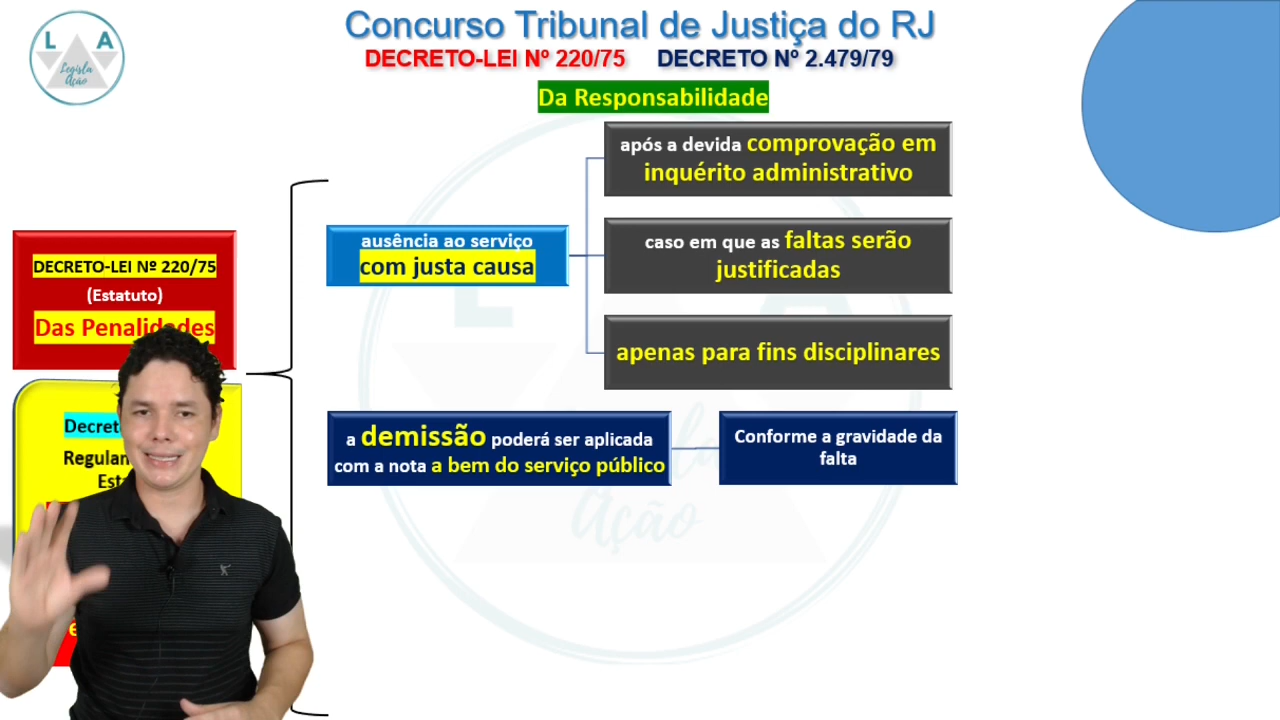 L A
Legisla
Ação
Concurso Tribunal de Justiça do RJ
DECRETO-LEI Nº 220/75 DECRETO Nº 2.479/79
Da Responsabilidade
após a devida comprovação em
inquérito administrativo
ausência ao serviço
com justa causa
caso em que as faltas serão
justificadas
apenas para fins disciplinares
DECRETO-LEI Nº 220/75
(Estatuto)
Das Penalidades
a demissão poderá ser aplicada
com a nota a bem do serviço público
Conforme a gravidade da
falta